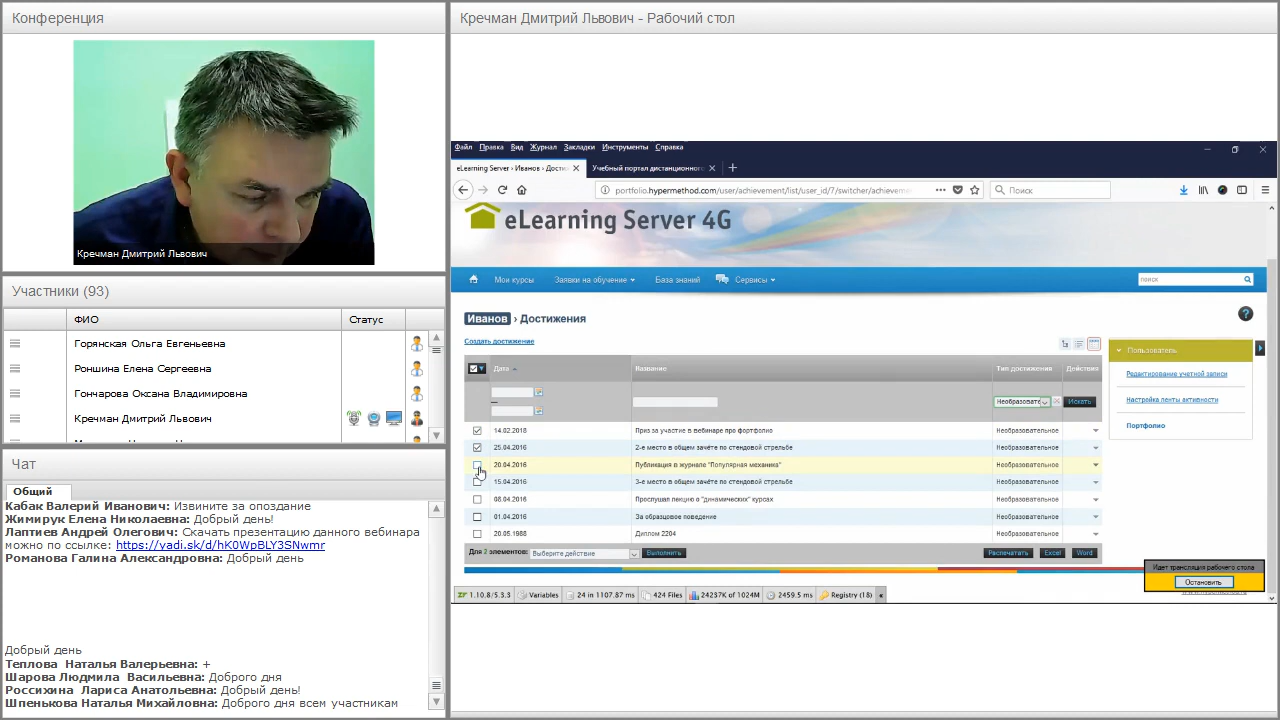 Конференция
Кречман Дмитрий Львович
Участники (93)
ФИО
Статус
Горянская Ольга Евгеньевна
Роншина Елена Сергеевна
Гончарова Оксана Владимировна
Кречман Дмитрий Львович
Чат
Общий
Кабак Валерий Иванович: Извините за опоздание
Жимирук Елена Николаевна: Добрый день!
Лаптиев Андрей Олегович: Скачать презентацию данного вебинара
можно по ссылке: https://yadi.sk/d/hK0WpBLY3SNwmr
Романова Галина Александровна: Добрый день
Добрый день
Теплова Наталья Валерьевна: +
Шарова Людмила Васильевна: Доброго дня
Россихина Лариса Анатольевна: Добрый день!
Шпенькова Наталья Михайловна: Доброго дня всем участникам
Кречман Дмитрий Львович - Рабочий стол
Файл Правка Вид Журнал Закладки Инструменты Справка
eLearning Server › Иванов › Дости
Учебный портал дистанционного
portfolio.hypermethod.com/user/achievement/list/user_id/7/switcher/achieveme
Поиск
eLearning Server 4G
Мои курсы
Заявки на обучение
База знаний
Сервисы
поиск
Иванов › Достижения
Создать достижение
Дата
Название
Тип достижения
Действия
Необразоват
Искать
14.02.2018 Приз за участие в вебинаре про портфолио Необразовательное
25.04.2016 2-е место в общем зачёте по стендовой стрельбе Необразовательное
20.04.2016 Публикация в журнале "Популярная механика" Необразовательное
15.04.2016 3-е место в общем зачёте по стендовой стрельбе Необразовательное
08.04.2016 Прослушал лекцию о "динамических" курсах Необразовательное
01.04.2016 За образцовое поведение Необразовательное
20.05.1988 Диплом 2204 Необразовательное
Для 2 элементов:
Выберите действие
Выполнить
Распечатать
Excel
Word
Пользователь
Редактирование учетной записи
Настройка ленты активности
Портфолио
Идет трансляция рабочего стола
Остановить
1.10.8/5.3.3
Variables
24 in 1107.87 ms
424 Files
24237K of 1024M
2459.5 ms
Registry (18)